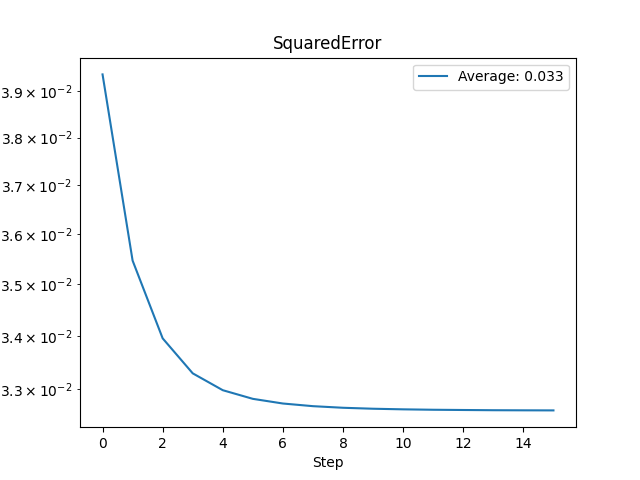 SquaredError
Average: 0.033
3.9 × 10⁻²
3.8 × 10⁻²
3.7 × 10⁻²
3.6 × 10⁻²
3.5 × 10⁻²
3.4 × 10⁻²
3.3 × 10⁻²
0 2 4 6 8 10 12 14
Step